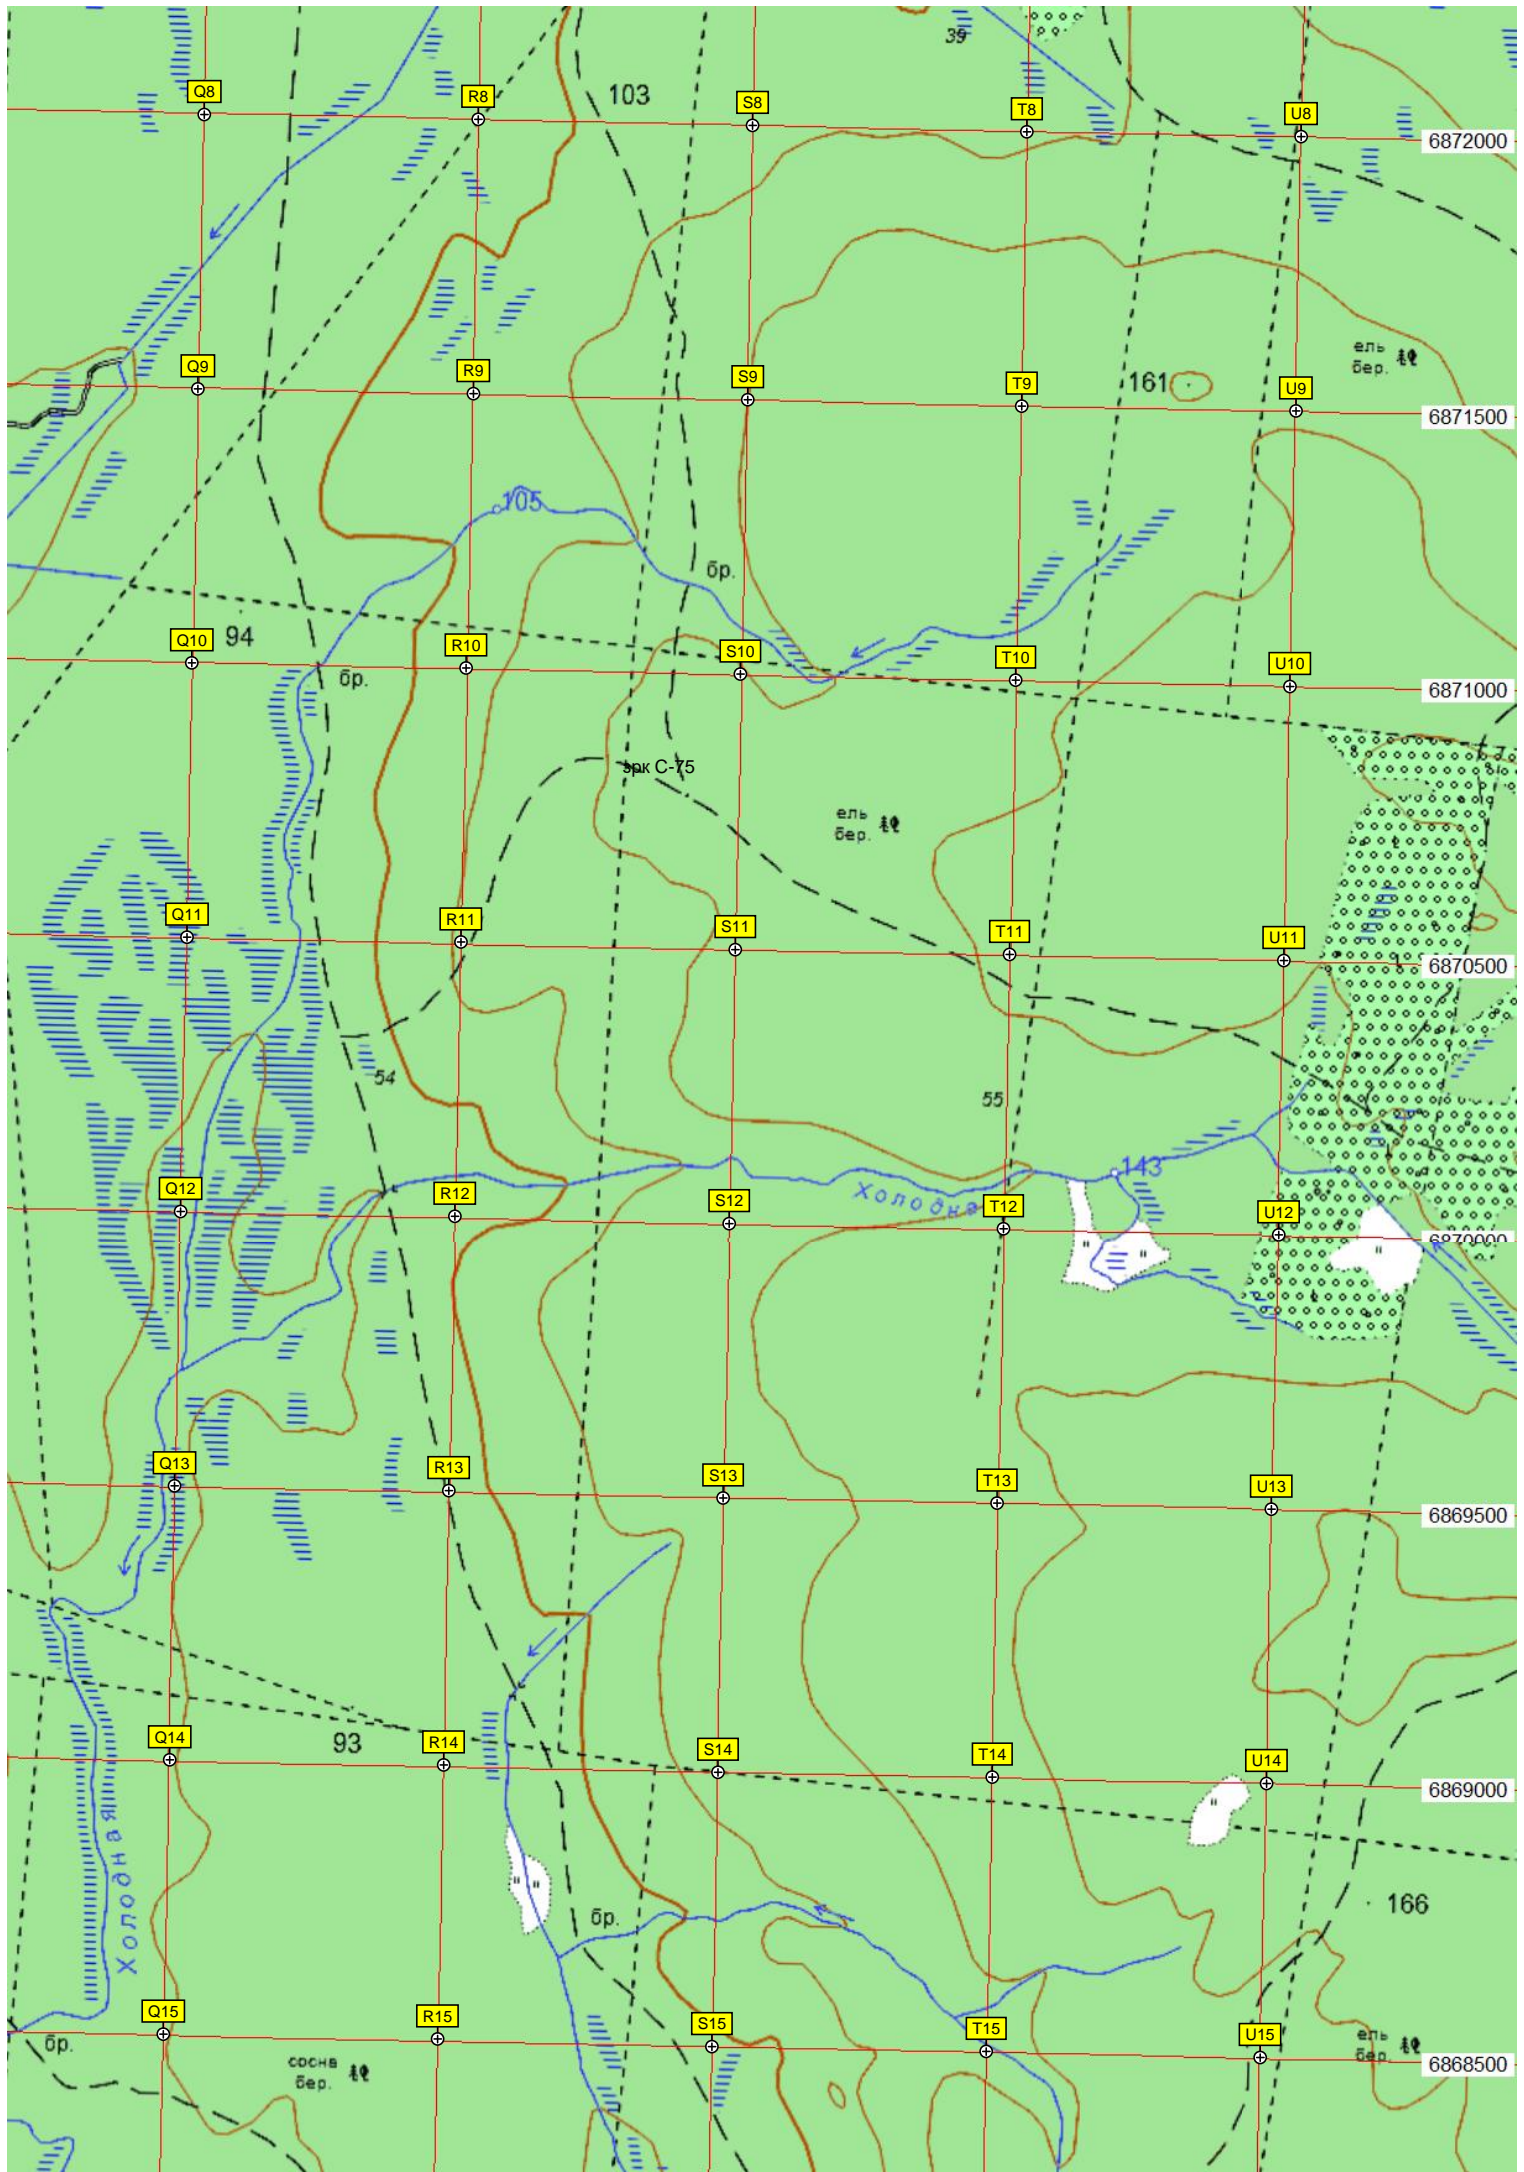 39
Q8
R8
103
S8
T8
U8
6872000
ель
бер.
Q9
R9
S9
T9
161
U9
6871500
105
бр.
Q10
94
R10
S10
T10
U10
бр.
6871000
зрк С-75
ель
бер.
Q11
R11
S11
T11
U11
6870500
54
55
143
Q12
R12
S12
Холодна
T12
U12
6870000
Q13
R13
S13
T13
U13
6869500
Q14
93
R14
S14
T14
U14
6869000
Холодная
бр.
166
Q15
R15
S15
T15
U15
бр.
ель
бер.
сосна
бер.
6868500